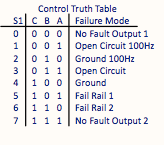 Control Truth Table
S1 C B A Failure Mode
0 0 0 0 No Fault Output 1
1 0 0 1 Open Circuit 100Hz
2 0 1 0 Ground 100Hz
3 0 1 1 Open Circuit
4 1 0 0 Ground
5 1 0 1 Fail Rail 1
6 1 1 0 Fail Rail 2
7 1 1 1 No Fault Output 2